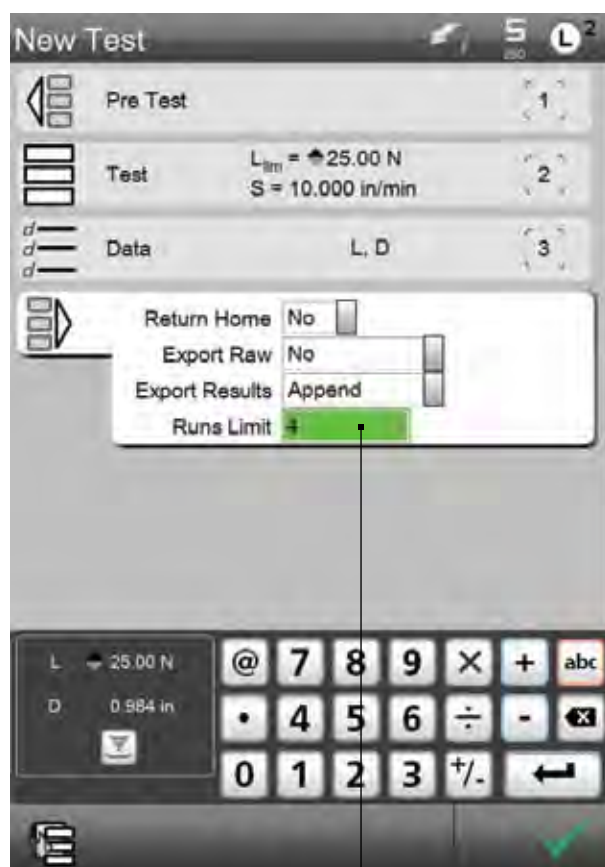 New Test
S
L 2
Pre Test
1
Test
Llim = 25.00 N
S = 10.000 in/min
2
d
d
d
Data
L, D
3
Return Home No
Export Raw No
Export Results Append
Runs Limit 4
L 25.00 N
D 0.984 in
@ 7 8 9 × + abc
• 4 5 6 ÷ -
0 1 2 3 +/-